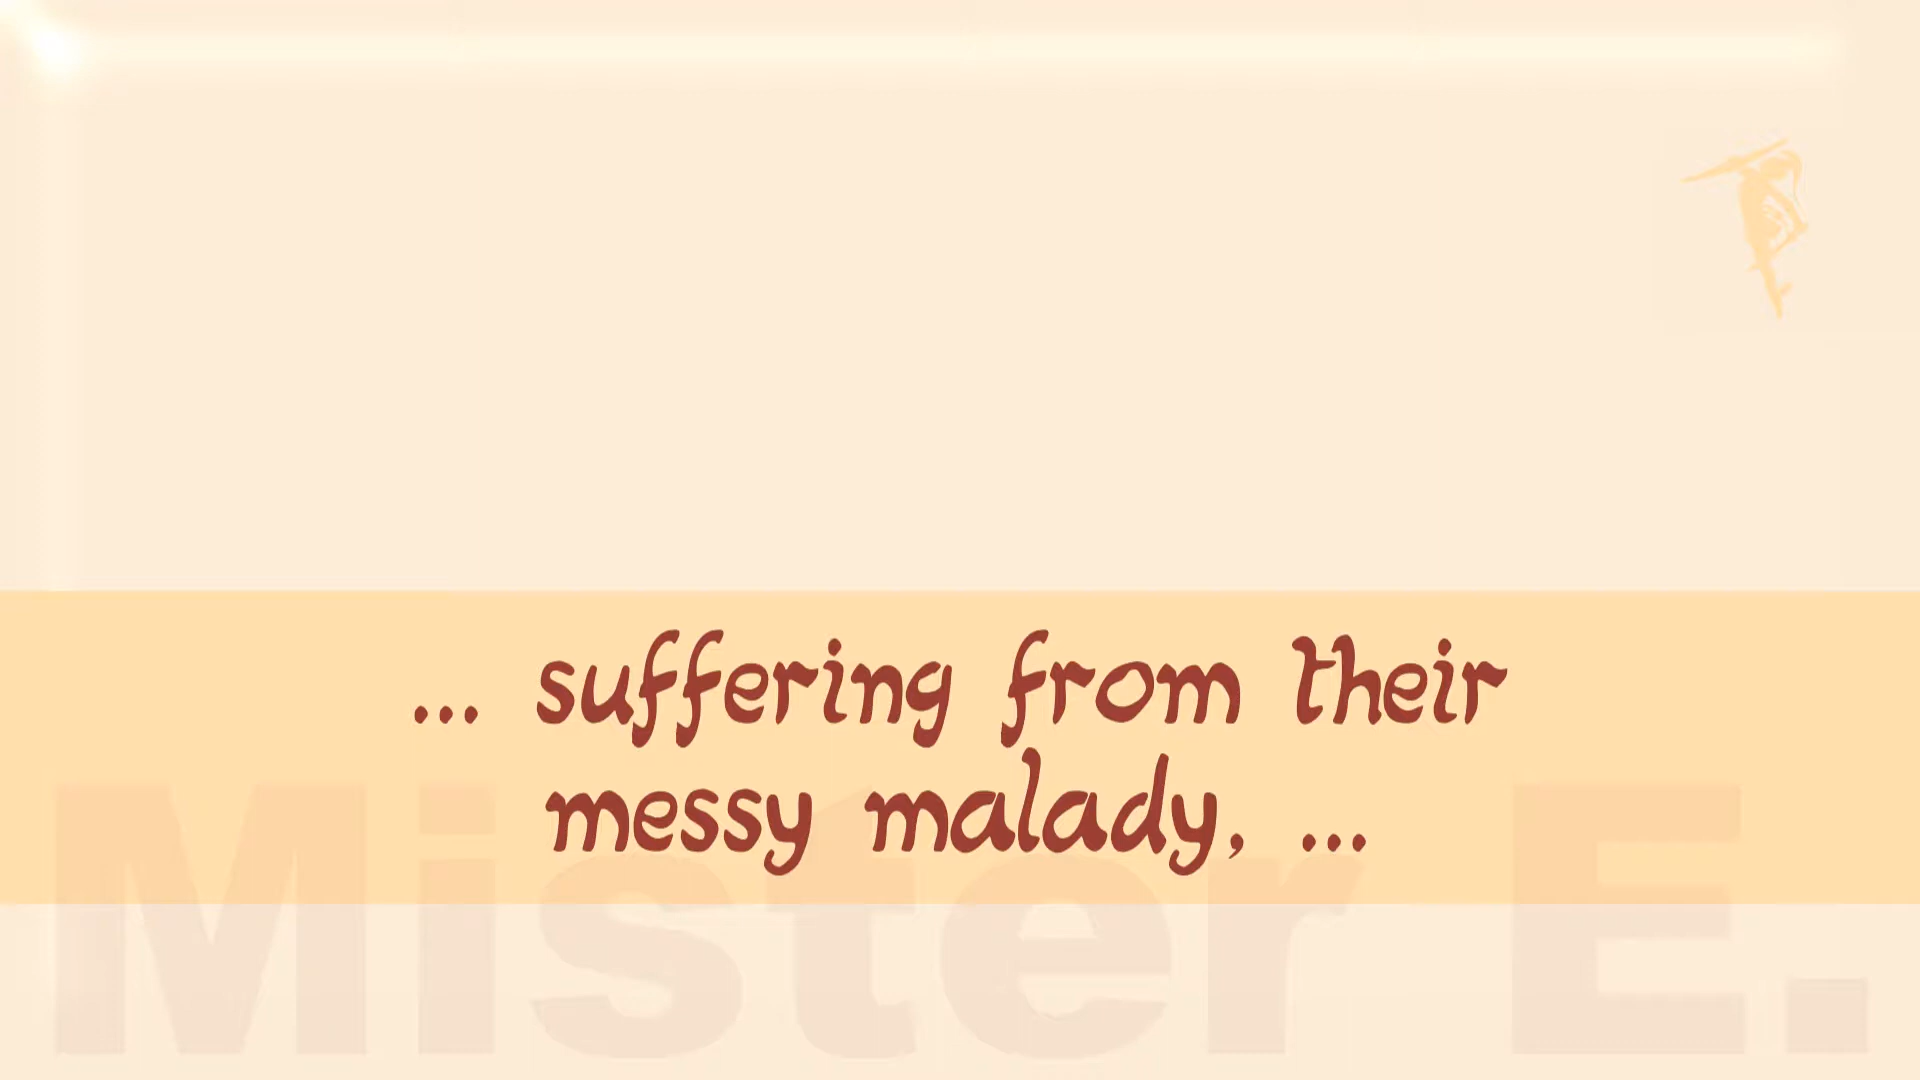 ... suffering from their
messy malady, ...
Mister E.